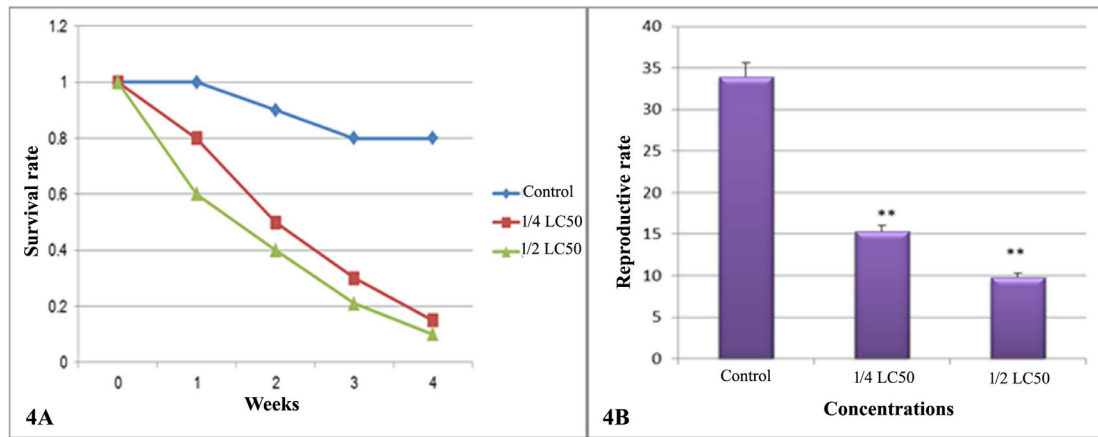 1.2
1
0.8
0.6
0.4
0.2
0
Survival rate
0 1 2 3 4
Weeks
4A
Control
1/4 LC50
1/2 LC50
40
35
30
25
20
15
10
5
0
Reproductive rate
**
**
Control 1/4 LC50 1/2 LC50
Concentrations
4B